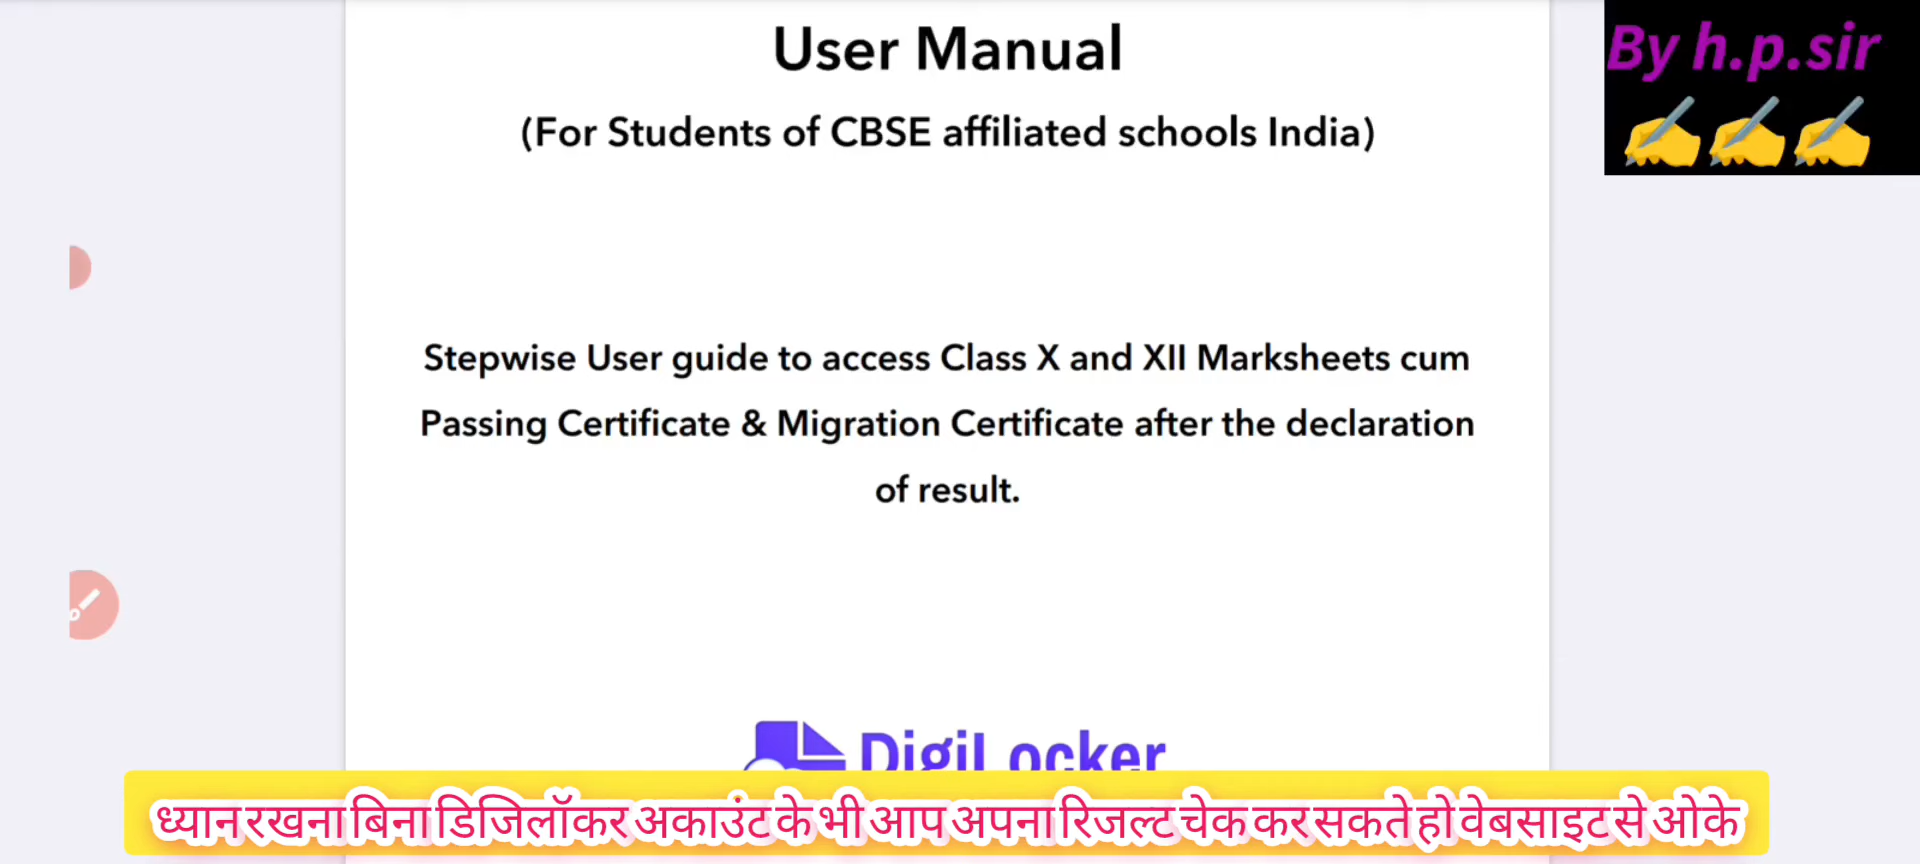 User Manual
By h.p.sir
(For Students of CBSE affiliated schools India)
Stepwise User guide to access Class X and XII Marksheets cum
Passing Certificate & Migration Certificate after the declaration
of result.
DigiLocker
ध्यान रखना बिना डिजिलॉकर अकाउंट के भी आप अपना रिजल्ट चेक कर सकते हो वेबसाइट से ओके